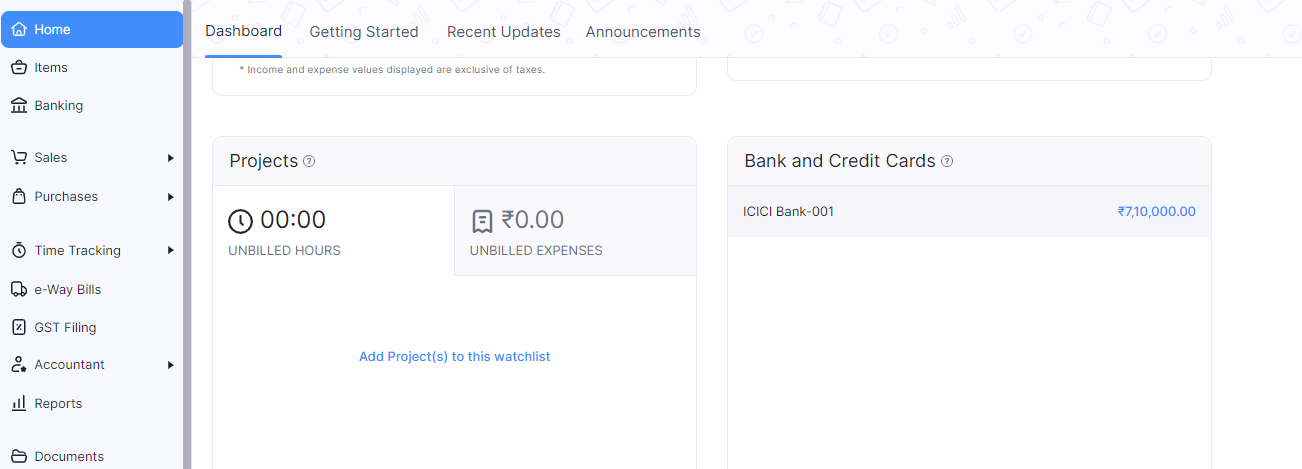 Home
Items
Banking
Sales
Purchases
Time Tracking
e-Way Bills
GST Filing
Accountant
Reports
Documents
Dashboard Getting Started Recent Updates Announcements
* Income and expense values displayed are exclusive of taxes.
Projects ?
00:00
UNBILLED HOURS
₹0.00
UNBILLED EXPENSES
Add Project(s) to this watchlist
Bank and Credit Cards ?
ICICI Bank-001 ₹7,10,000.00